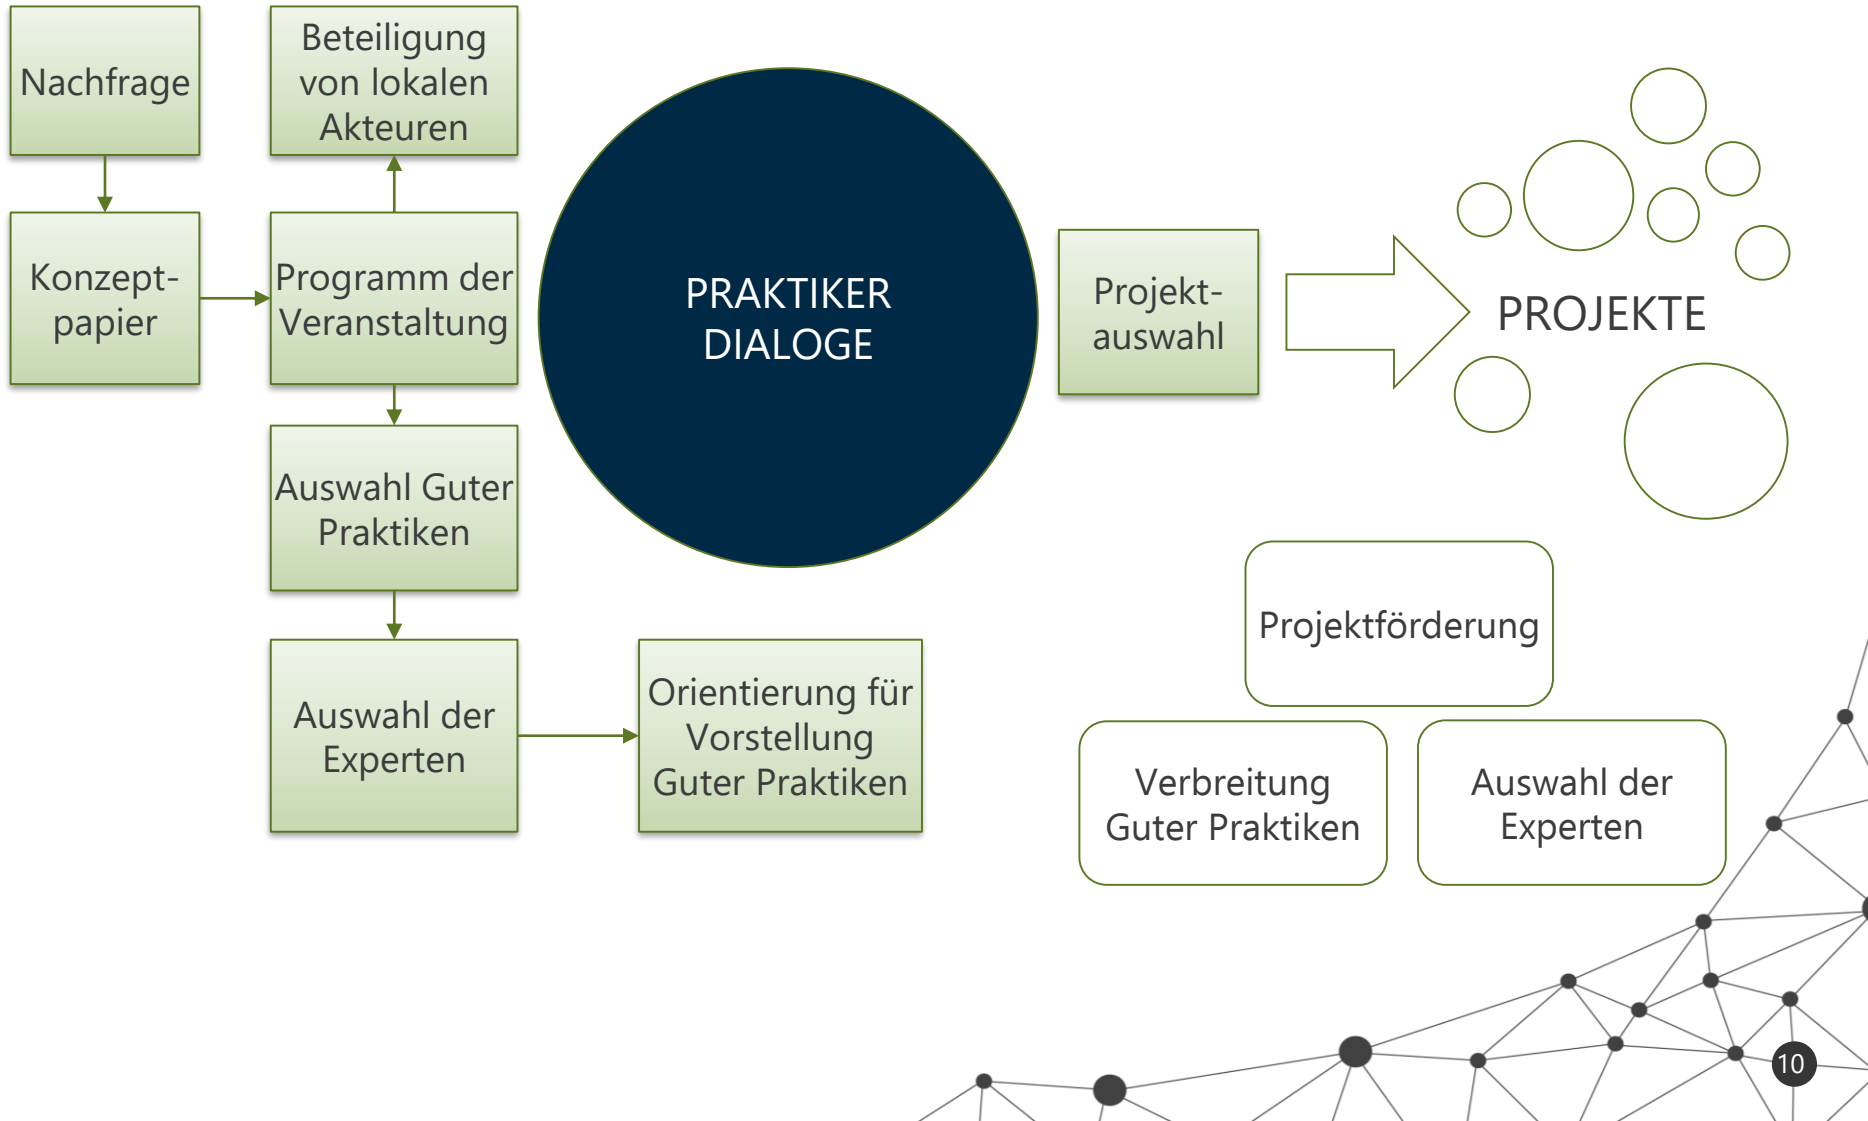 Nachfrage
Beteiligung
von lokalen
Akteuren
Konzept-
papier
Programm der
Veranstaltung
PRAKTIKER
DIALOGE
Projekt-
auswahl
PROJEKTE
Auswahl Guter
Praktiken
Auswahl der
Experten
Orientierung für
Vorstellung
Guter Praktiken
Projektförderung
Verbreitung
Guter Praktiken
Auswahl der
Experten
10